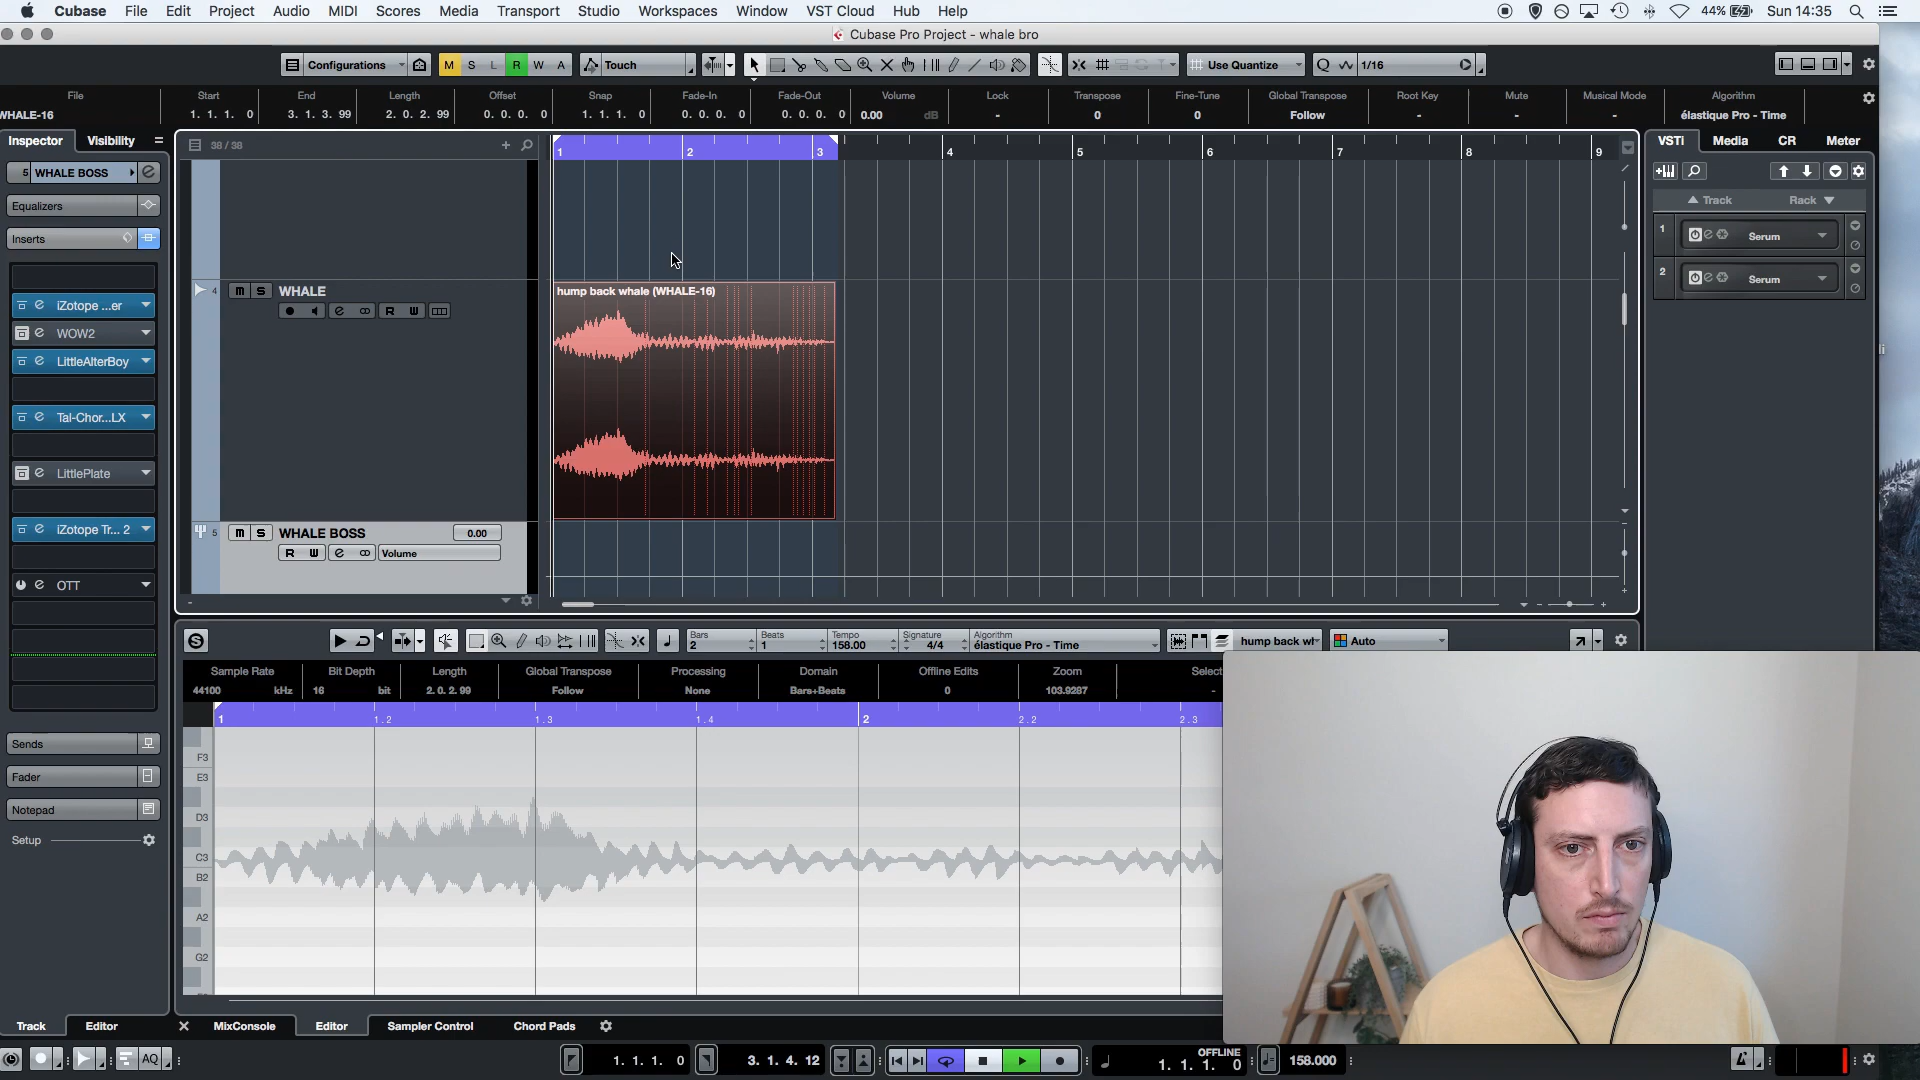 Cubase File Edit Project Audio MIDI Scores Media Transport Studio Workspaces Window VST Cloud Hub Help 44% Sun 14:35
Cubase Pro Project - whale bro
Configurations M S L R W A Touch Use Quantize Q 1/16
File Start End Length Offset Snap Fade-In Fade-Out Volume Lock Transpose Fine-Tune Global Transpose Root Key Mute Musical Mode Algorithm
WHALE-16 1. 1. 1. 0 3. 1. 3. 99 2. 0. 2. 99 0. 0. 0. 0 1. 1. 1. 0 0. 0. 0. 0 0. 0. 0. 0 0.00 dB - 0 0 Follow - - - élastique Pro - Time
Inspector Visibility 38 / 38 1 2 3 4 5 6 7 8 9 VSTi Media CR Meter
5 WHALE BOSS
Equalizers
Inserts
iZotope ...er
WOW2
LittleAlterBoy
Tal-Chor...LX
LittlePlate
iZotope Tr... 2
OTT
Sends
Fader
Notepad
Setup
4 m S WHALE
R W
hump back whale (WHALE-16)
5 m S WHALE BOSS 0.00
R W e Volume
Track Rack
1 Serum
2 Serum
Bars 2 Beats 1 Tempo 158.00 Signature 4/4 Algorithm élastique Pro - Time hump back wh Auto
Sample Rate Bit Depth Length Global Transpose Processing Domain Offline Edits Zoom Select
44100 kHz 16 bit 2. 0. 2. 99 Follow None Bars+Beats 0 103.9287 -
1 1.2 1.3 1.4 2 2.2 2.3
F3
E3
D3
C3
B2
A2
G2
Track Editor MixConsole Editor Sampler Control Chord Pads
AQ 1. 1. 1. 0 3. 1. 4. 12 OFFLINE 1. 1. 1. 0 158.000